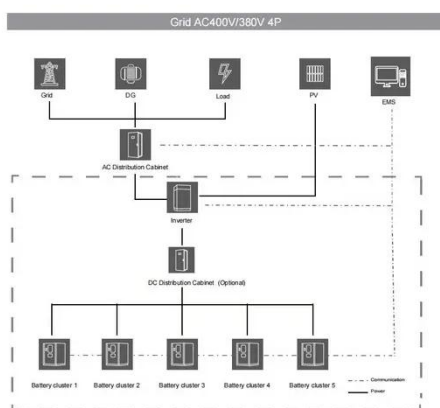 Grid AC400V/380V 4P
Grid
DG
Load
PV
EMS
AC Distribution Cabinet
Inverter
DC Distribution Cabinet (Optional)
Battery cluster 1
Battery cluster 2
Battery cluster 3
Battery cluster 4
Battery cluster 5
Communication
Power